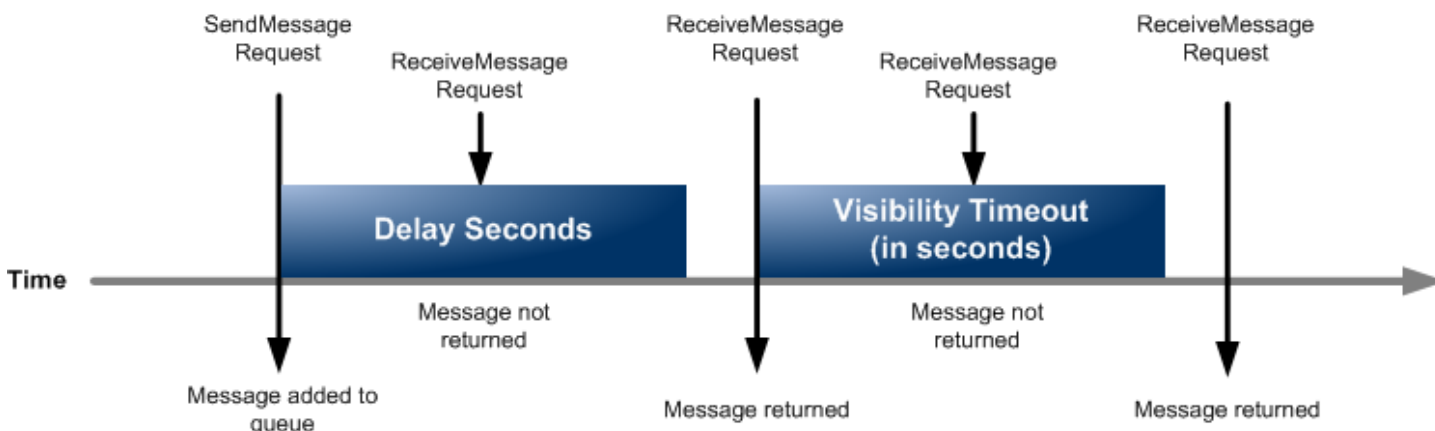 SendMessage
Request
ReceiveMessage
Request
ReceiveMessage
Request
ReceiveMessage
Request
ReceiveMessage
Request
Delay Seconds
Visibility Timeout
(in seconds)
Time
Message not
returned
Message not
returned
Message added to
queue
Message returned
Message returned